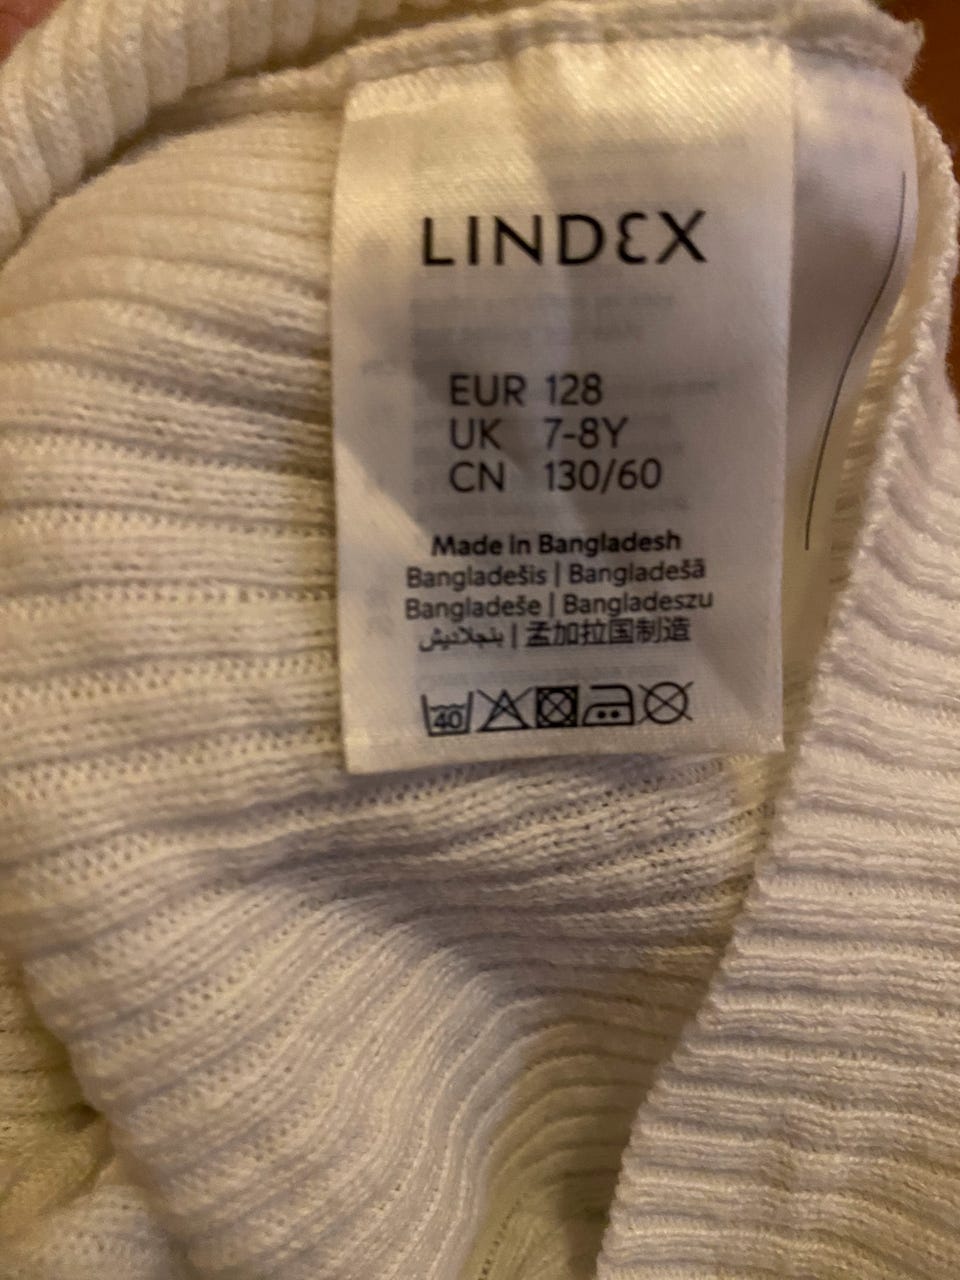 LINDEX
EUR 128
UK 7-8Y
CN 130/60
Made in Bangladesh
Bangladešis | Bangladešā
Bangladeše | Bangladeszu
بنجلاديش | 孟加拉国制造
40